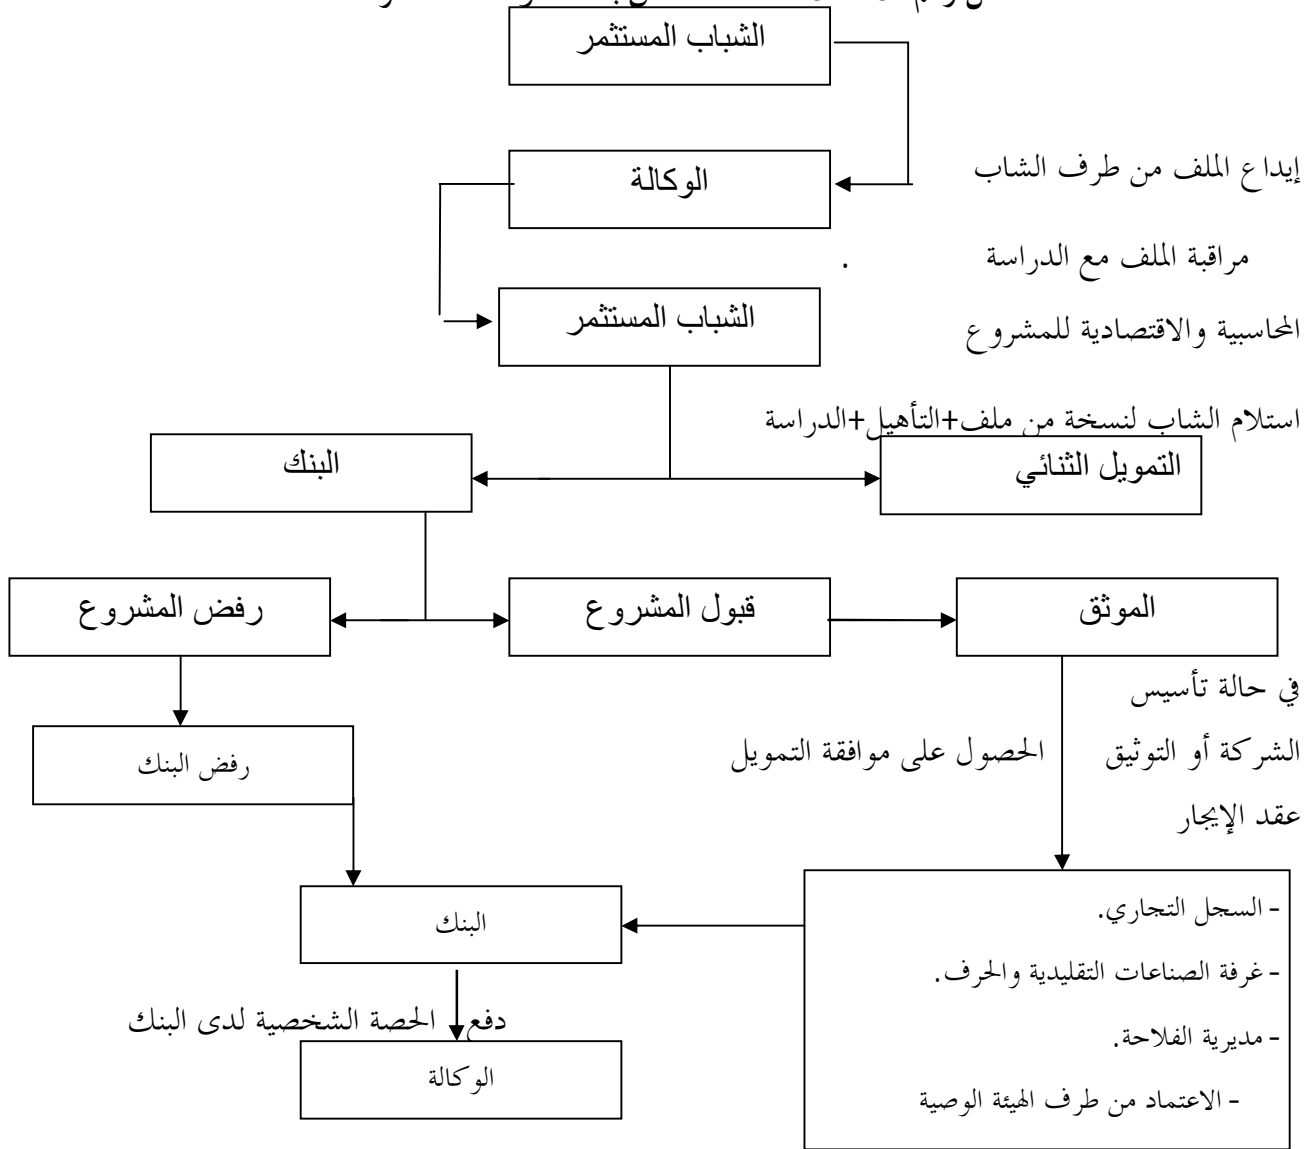 الشباب المستثمر
إيداع الملف من طرف الشاب
الوكالة
مراقبة الملف مع الدراسة .
المحاسبية والاقتصادية للمشروع
الشباب المستثمر
استلام الشاب لنسخة من ملف+التأهيل+الدراسة
التمويل الثنائي
البنك
الموثق
قبول المشروع
رفض المشروع
في حالة تأسيس
الشركة أو التوثيق
عقد الإيجار
الحصول على موافقة التمويل
رفض البنك
- السجل التجاري.
- غرفة الصناعات التقليدية والحرف.
- مديرية الفلاحة.
- الاعتماد من طرف الهيئة الوصية
البنك
دفع الحصة الشخصية لدى البنك
الوكالة